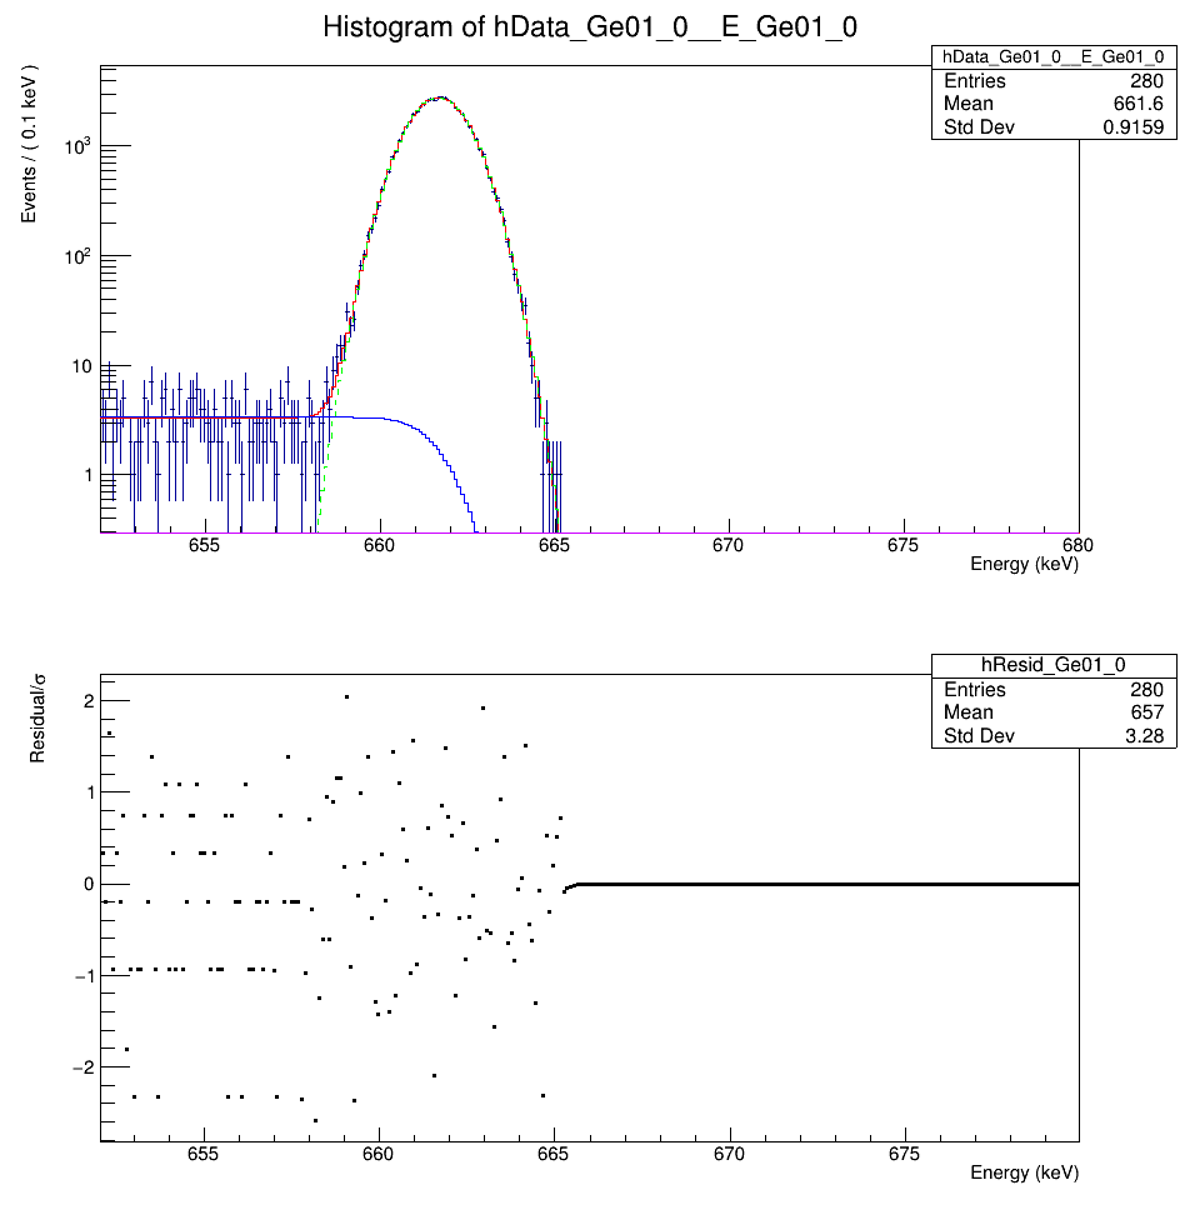 Histogram of hData_Ge01_0__E_Ge01_0
hData_Ge01_0__E_Ge01_0
Entries 280
Mean 661.6
Std Dev 0.9159
Events / ( 0.1 keV )
10³
10²
10
1
655 660 665 670 675 680
Energy (keV)
hResid_Ge01_0
Entries 280
Mean 657
Std Dev 3.28
Residual/σ
2
1
0
−1
−2
655 660 665 670 675
Energy (keV)